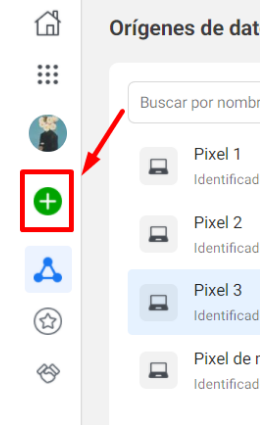 Orígenes de dat
Buscar por nombr
Pixel 1
Identificad
Pixel 2
Identificad
Pixel 3
Identificad
Pixel de
Identificad